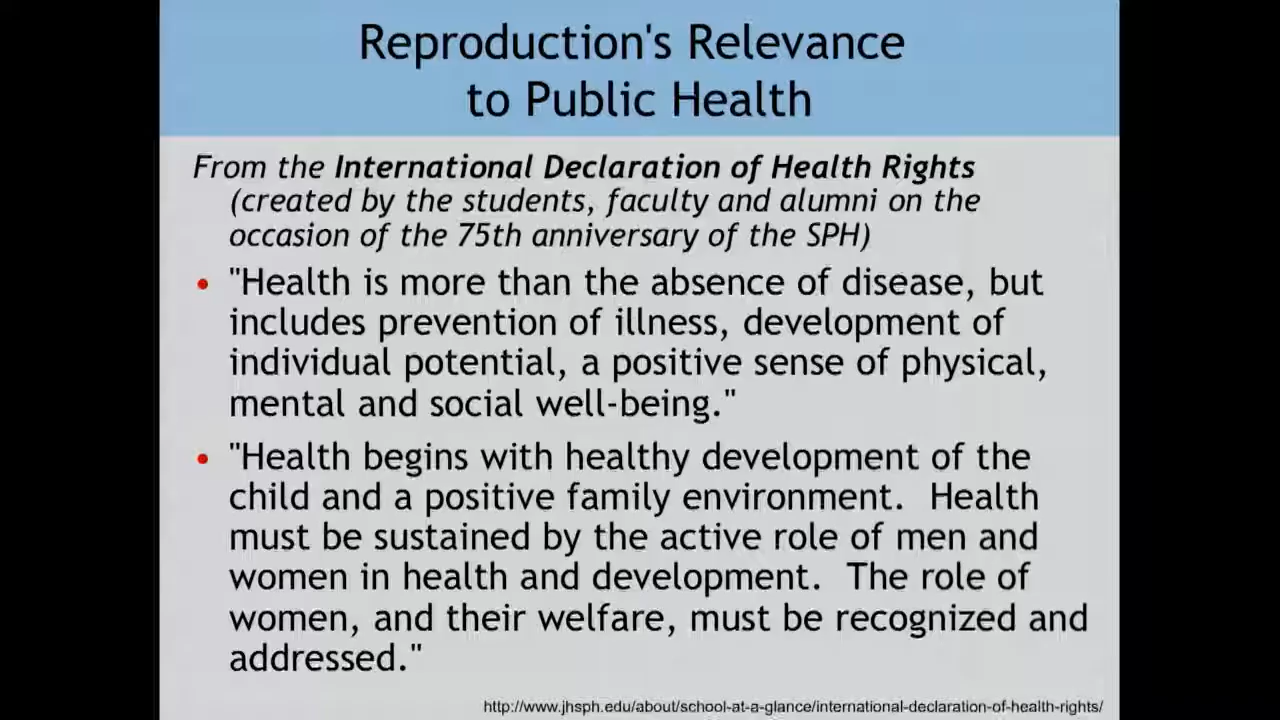 Reproduction's Relevance
to Public Health
From the International Declaration of Health Rights
(created by the students, faculty and alumni on the
occasion of the 75th anniversary of the SPH)
• "Health is more than the absence of disease, but
includes prevention of illness, development of
individual potential, a positive sense of physical,
mental and social well-being."
• "Health begins with healthy development of the
child and a positive family environment.  Health
must be sustained by the active role of men and
women in health and development.  The role of
women, and their welfare, must be recognized and
addressed."
http://www.jhsph.edu/about/school-at-a-glance/international-declaration-of-health-rights/